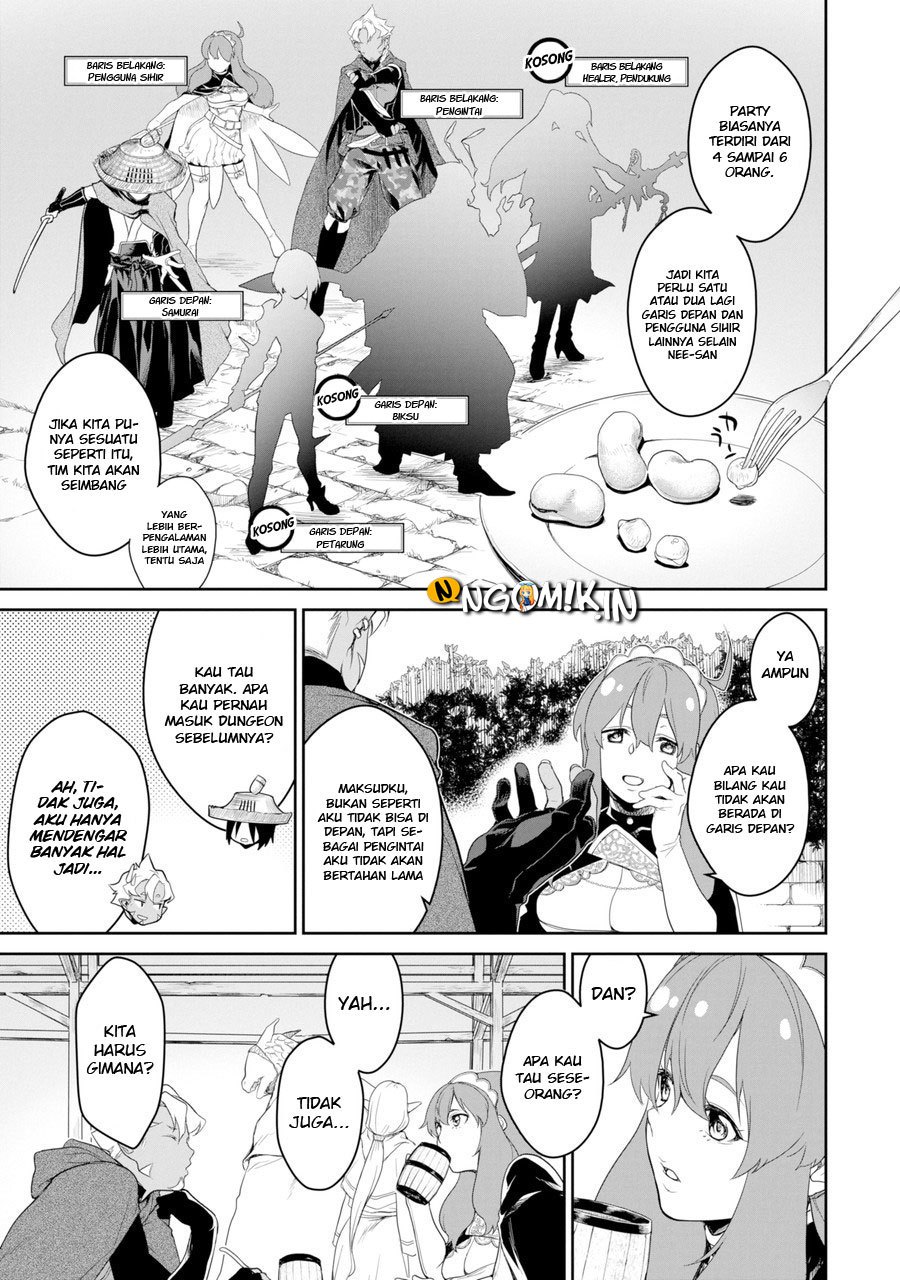 PARTY
BIASANYA
TERDIRI DARI
4 SAMPAI 6
ORANG.
JADI KITA
PERLU SATU
ATAU DUA LAGI
GARIS DEPAN DAN
PENGGUNA SIHIR
LAINNYA SELAIN
NEE-SAN
KOSONG
BARIS BELAKANG:
HEALER, PENDUKUNG
BARIS BELAKANG:
PENGINTAI
BARIS BELAKANG:
PENGGUNA SIHIR
GARIS DEPAN:
SAMURAI
KOSONG
GARIS DEPAN:
BIKSU
KOSONG
GARIS DEPAN:
PETARUNG
JIKA KITA PU-
NYA SESUATU
SEPERTI ITU,
TIM KITA AKAN
SEIMBANG
YANG
LEBIH BER-
PENGALAMAN
LEBIH UTAMA,
TENTU SAJA
N
NGOMIK.IN
YA
AMPUN
APA KAU
BILANG KAU
TIDAK AKAN
BERADA DI
GARIS DEPAN?
MAKSUDKU,
BUKAN SEPERTI
AKU TIDAK BISA DI
DEPAN, TAPI SE-
BAGAI PENGINTAI
AKU TIDAK AKAN
BERTAHAN LAMA
KAU TAU
BANYAK. APA
KAU PERNAH
MASUK DUNGEON
SEBELUMNYA?
AH, TI-
DAK JUGA,
AKU HANYA
MENDENGAR
BANYAK HAL
JADI...
DAN?
APA KAU
TAU SESE-
ORANG?
YAH...
TIDAK
JUGA...
KITA
HARUS
GIMANA?